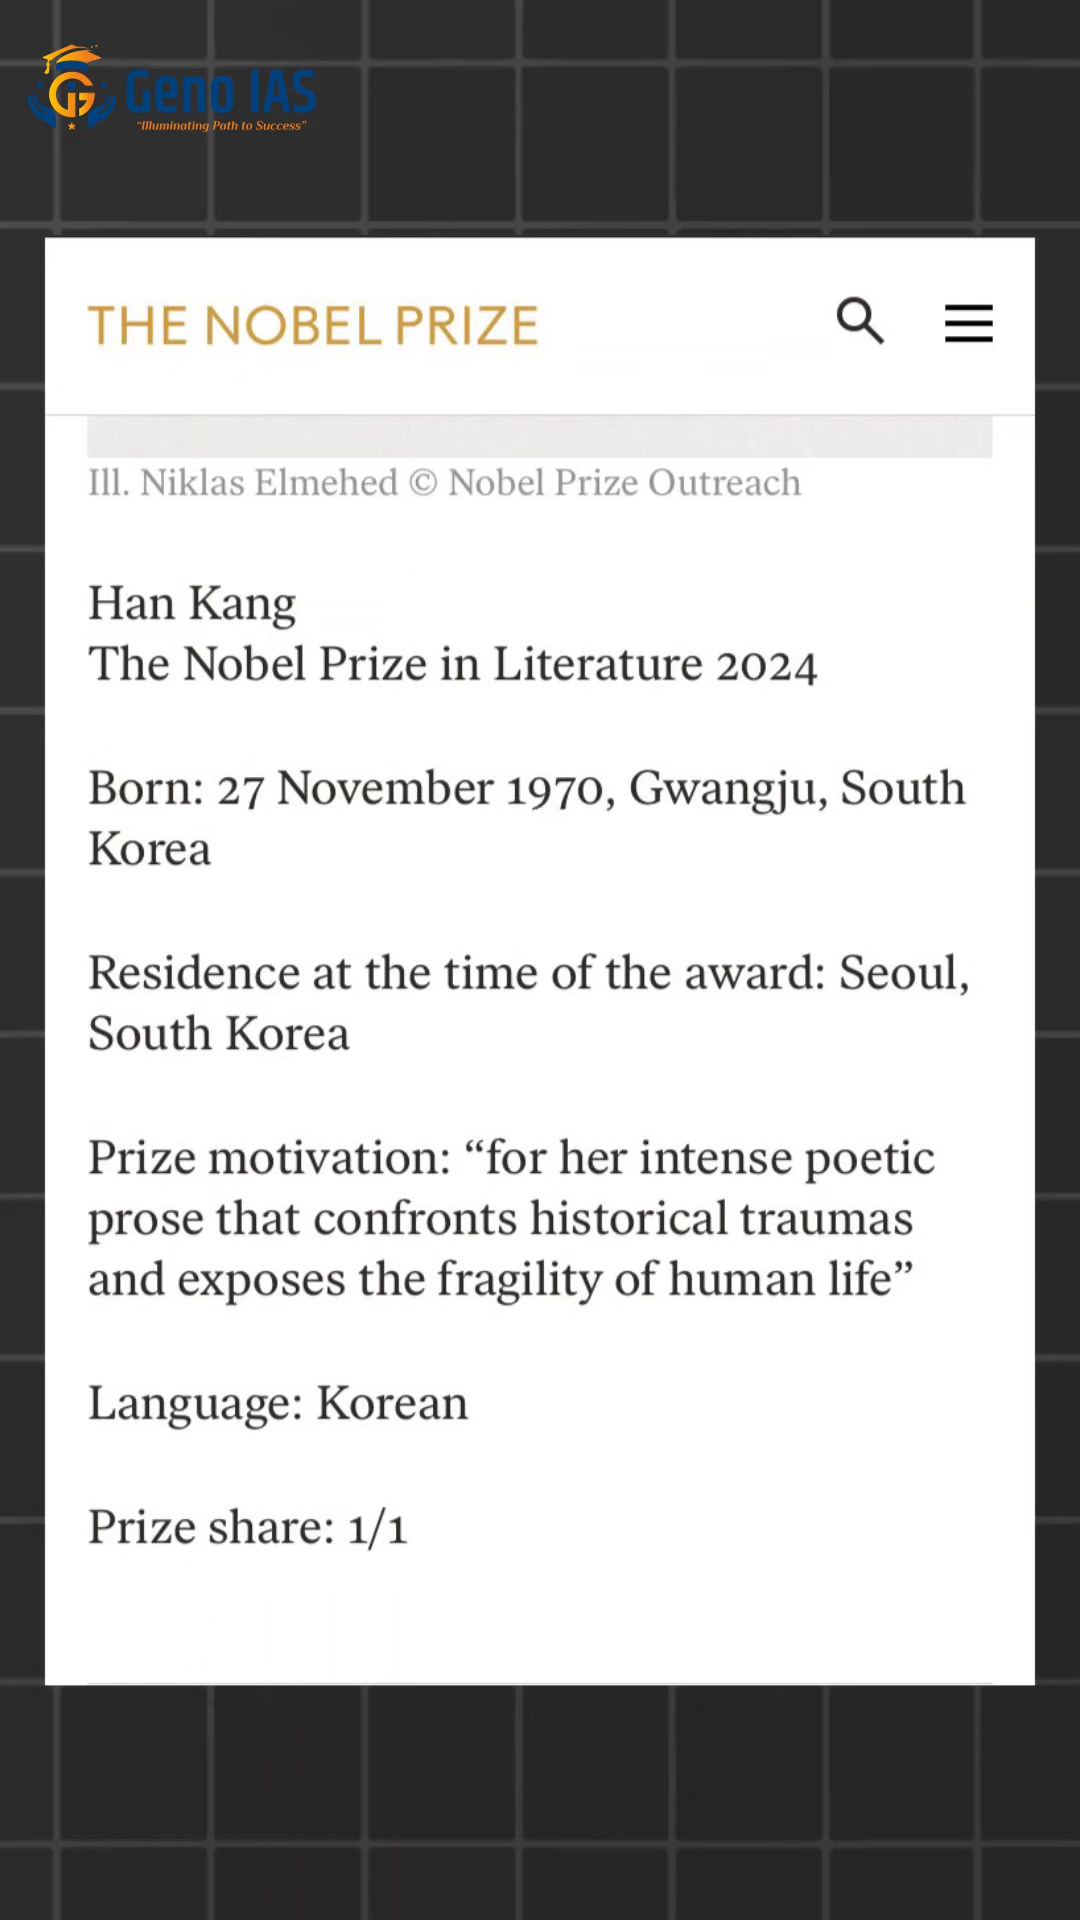 Geno IAS
“Illuminating Path to Success”
THE NOBEL PRIZE
Ill. Niklas Elmehed © Nobel Prize Outreach
Han Kang
The Nobel Prize in Literature 2024
Born: 27 November 1970, Gwangju, South
Korea
Residence at the time of the award: Seoul,
South Korea
Prize motivation: “for her intense poetic
prose that confronts historical traumas
and exposes the fragility of human life”
Language: Korean
Prize share: 1/1